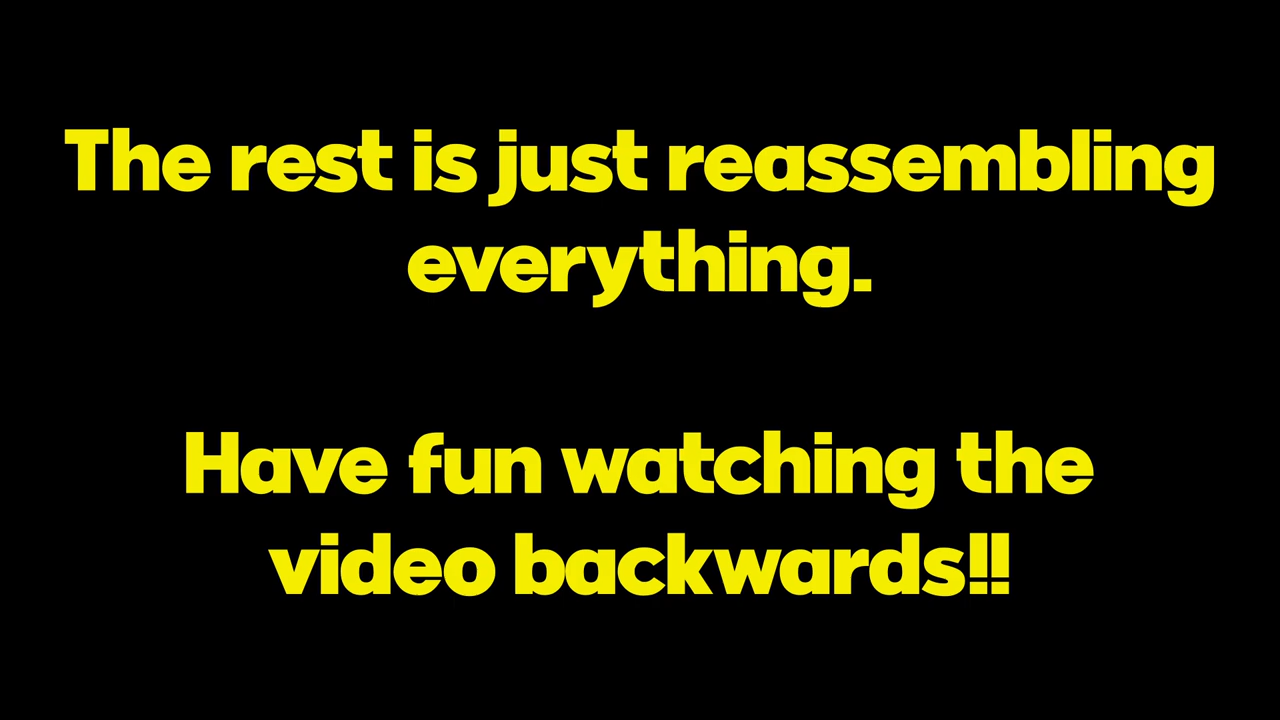 The rest is just reassembling
everything.
Have fun watching the
video backwards!!